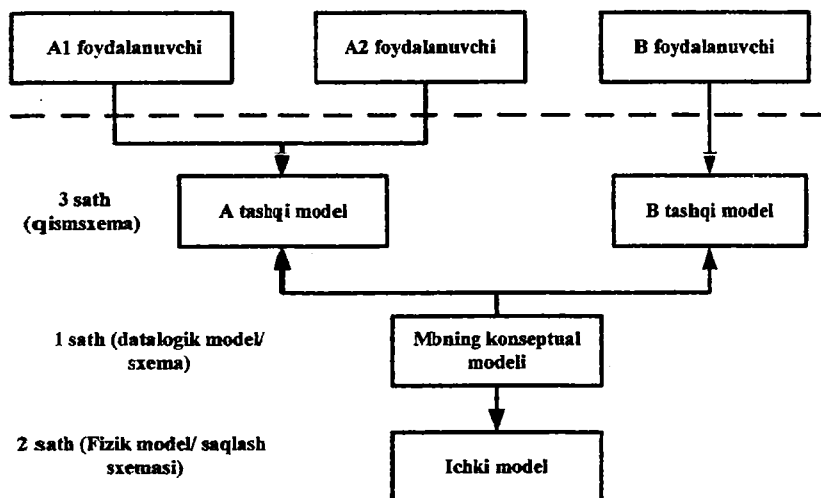 A1 foydalanuvchi
A2 foydalanuvchi
B foydalanuvchi
3 sath
(qismsxema)
A tashqi model
B tashqi model
1 sath (datalogik model/
sxema)
Mbning konseptual
modeli
2 sath (Fizik model/ saqlash
sxemasi)
Ichki model